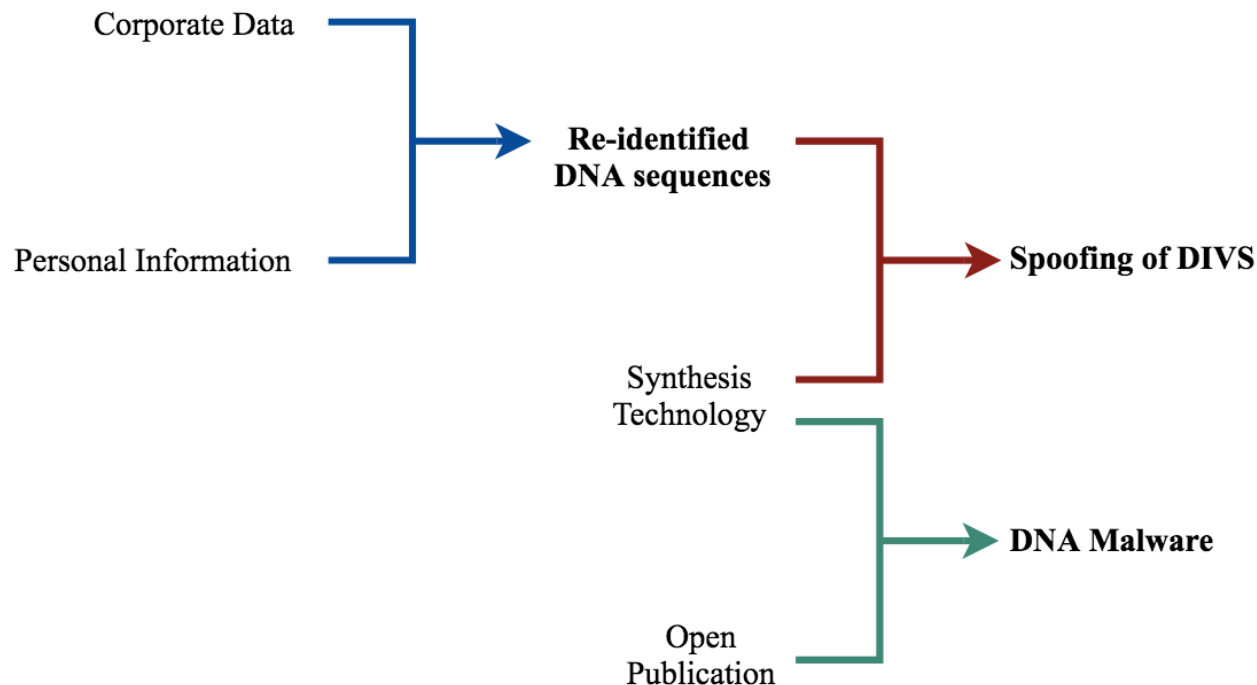 Corporate Data
Re-identified
DNA sequences
Personal Information
Spoofing of DIVS
Synthesis
Technology
DNA Malware
Open
Publication